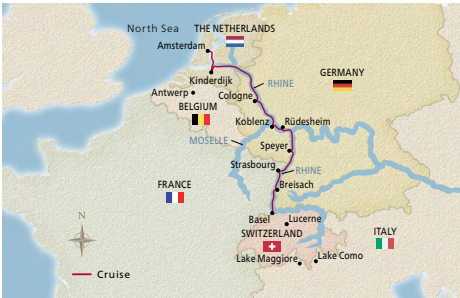 North Sea
THE NETHERLANDS
Amsterdam
Kinderdijk
RHINE
GERMANY
Antwerp
Cologne
BELGIUM
Koblenz
Rüdesheim
MOSELLE
Speyer
Strasbourg
RHINE
Breisach
FRANCE
N
Basel
Lucerne
SWITZERLAND
ITALY
Lake Maggiore
Lake Como
Cruise